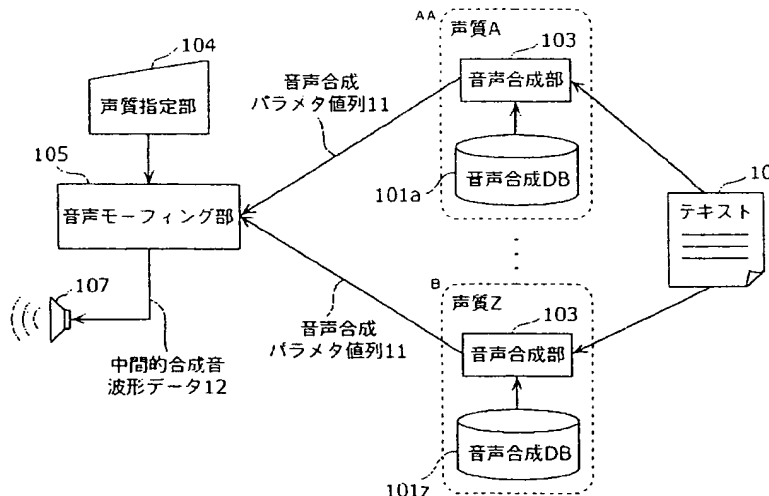 AA
声質A
103
音声合成部
音声合成DB
101a
104
声質指定部
105
音声モーフィング部
音声合成
パラメタ値列11
10
テキスト
B
声質Z
103
音声合成部
音声合成DB
101z
音声合成
パラメタ値列11
107
中間的合成音
波形データ12